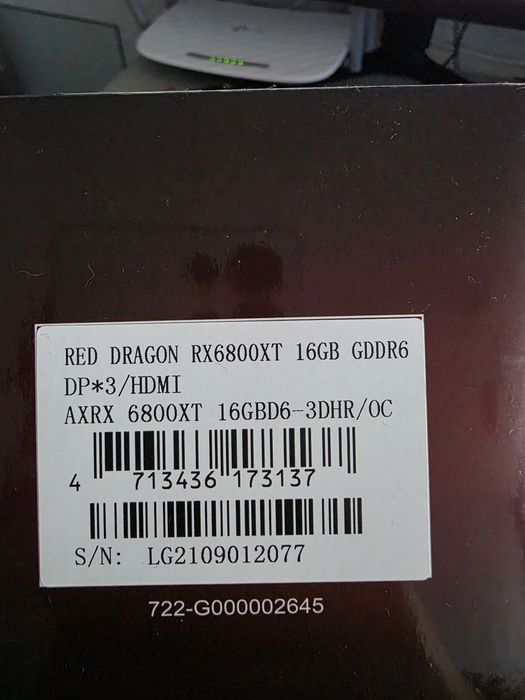 RED DRAGON RX6800XT 16GB GDDR6
DP*3/HDMI
AXRX 6800XT 16GBD6-3DHR/OC
4 713436 173137
S/N: LG2109012077
722-G000002645